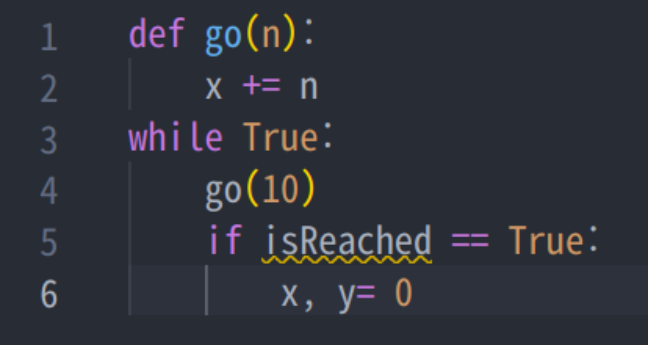 1 def go(n):
2 x += n
3 while True:
4 go(10)
5 if isReached == True:
6 x, y= 0